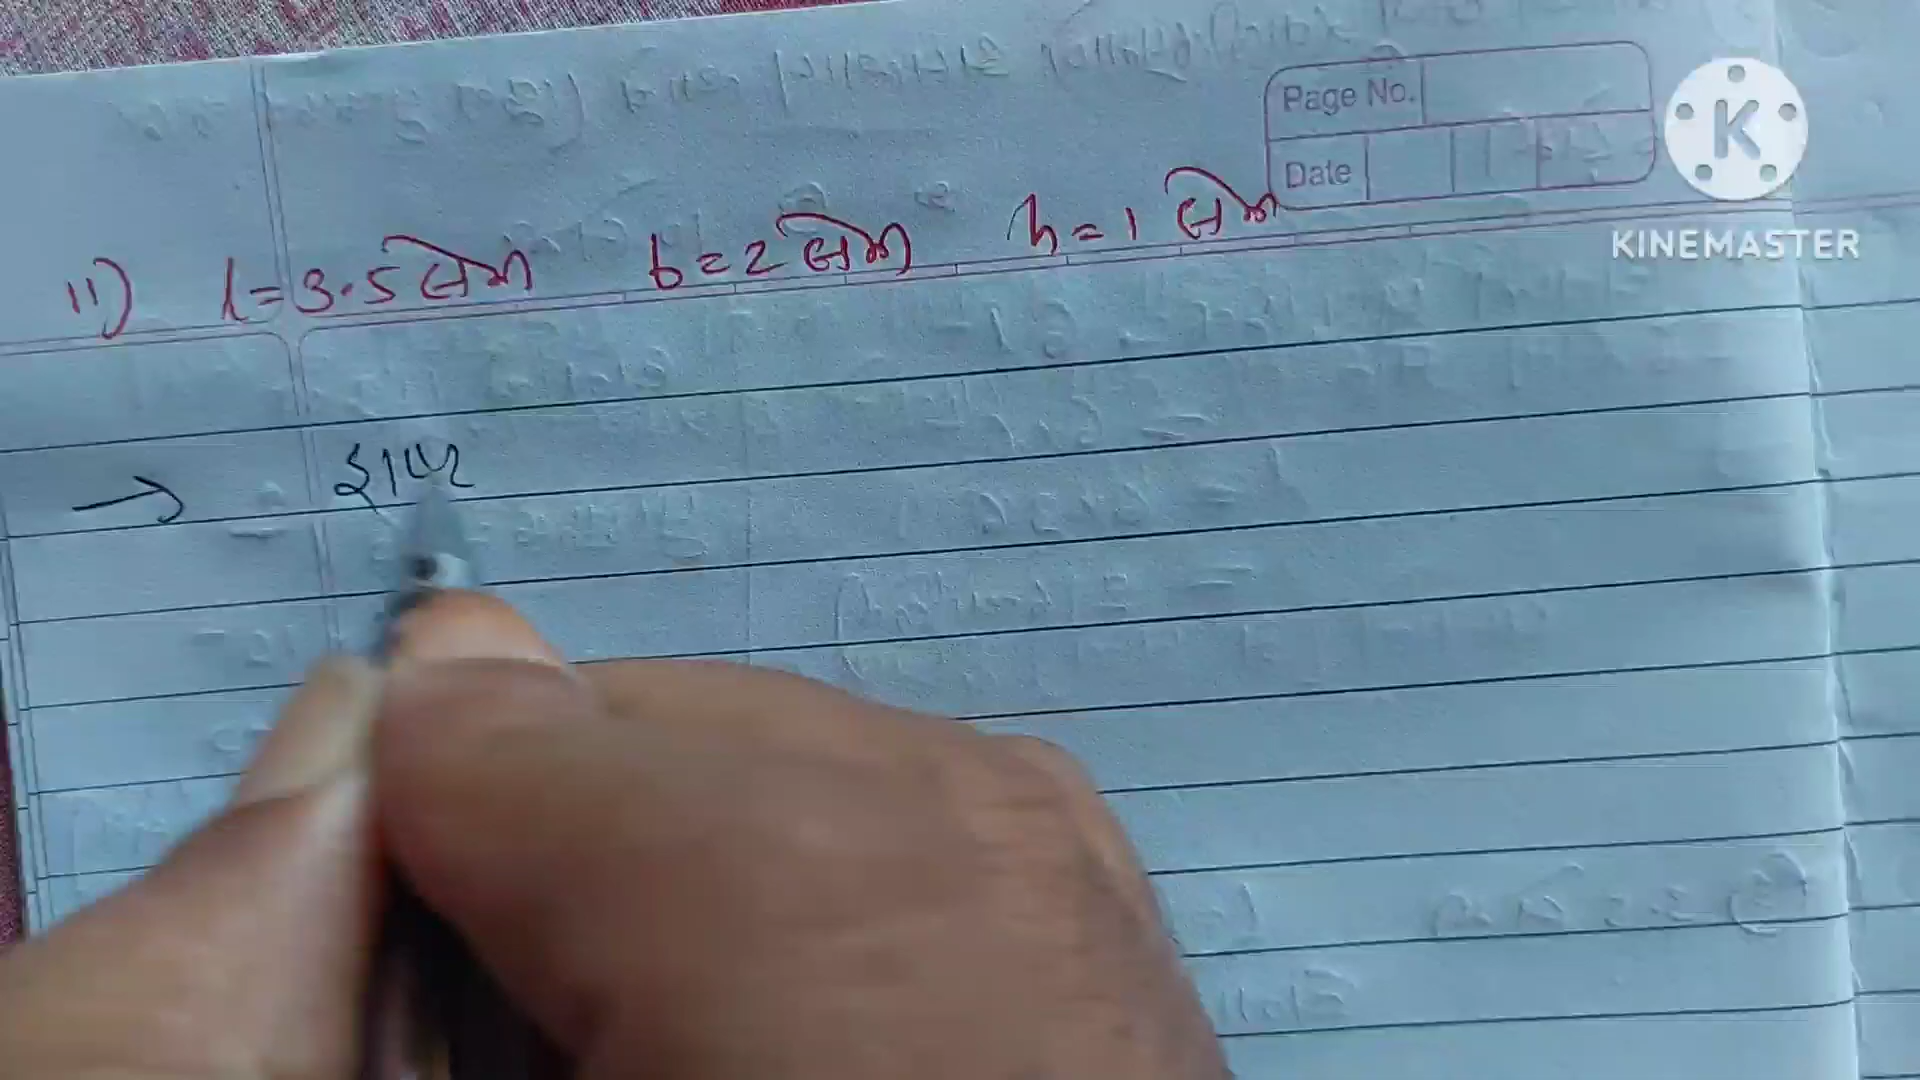 Page No.
Date
K
KINEMASTER
11) l = 3.5 सेमी b = 2 सेमी h = 1 सेमी
→